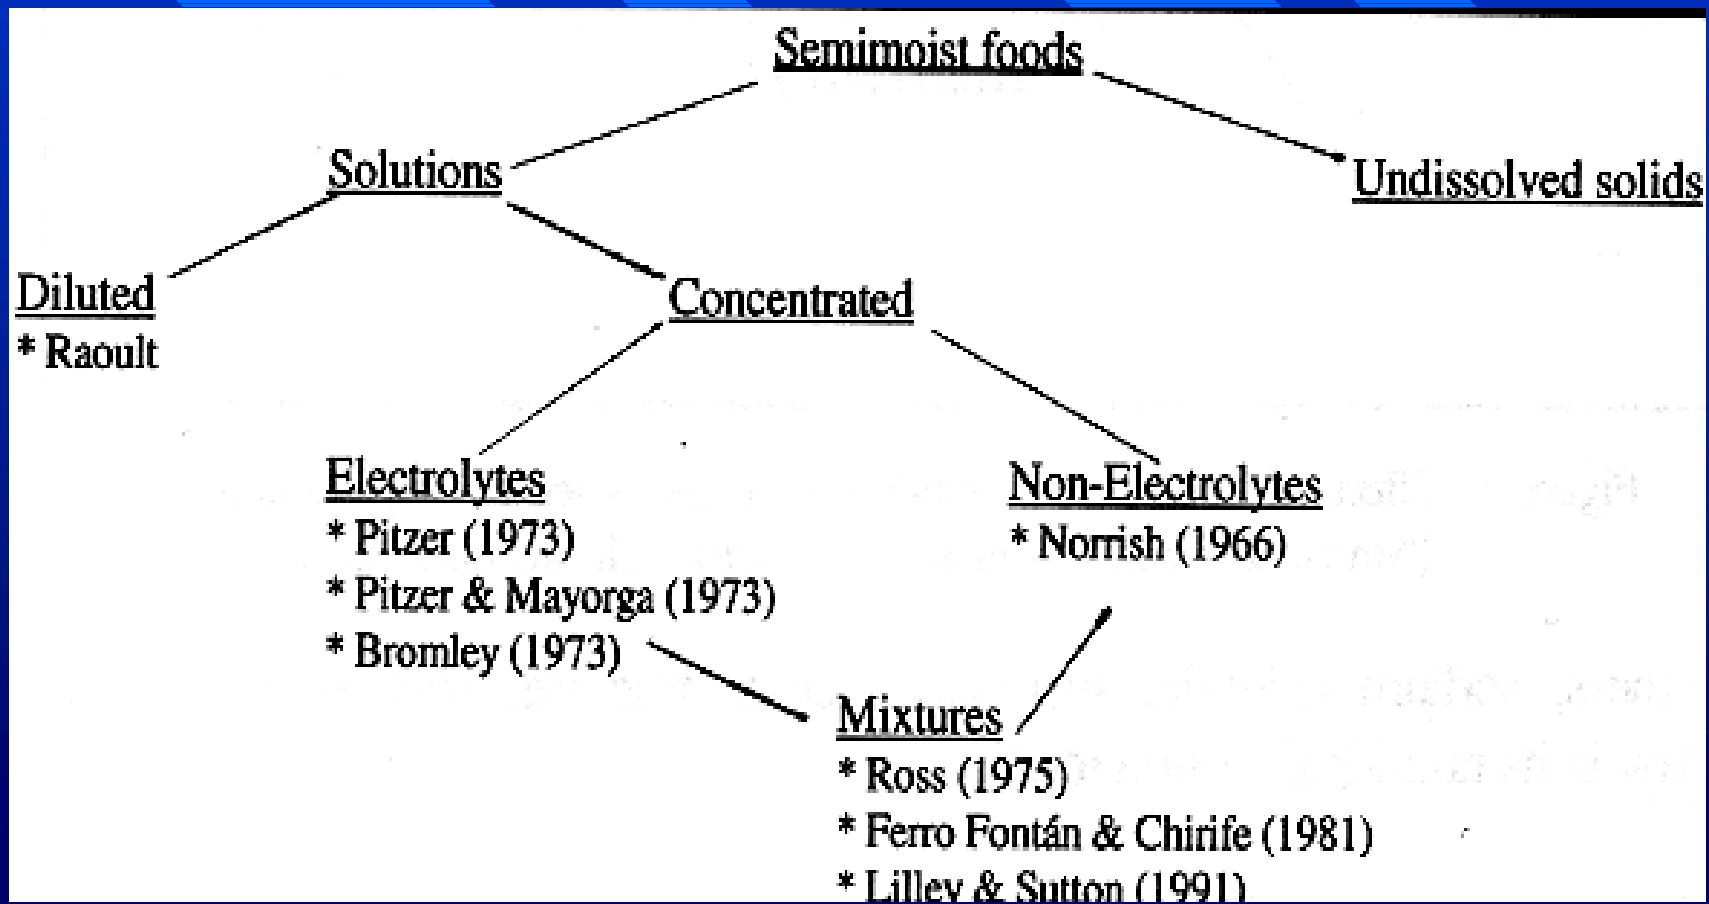 Semimoist foods
Solutions
Undissolved solids
Diluted
* Raoult
Concentrated
Electrolytes
* Pitzer (1973)
* Pitzer & Mayorga (1973)
* Bromley (1973)
Non-Electrolytes
* Norrish (1966)
Mixtures
* Ross (1975)
* Ferro Fontán & Chirife (1981)
* Lilley & Sutton (1991)